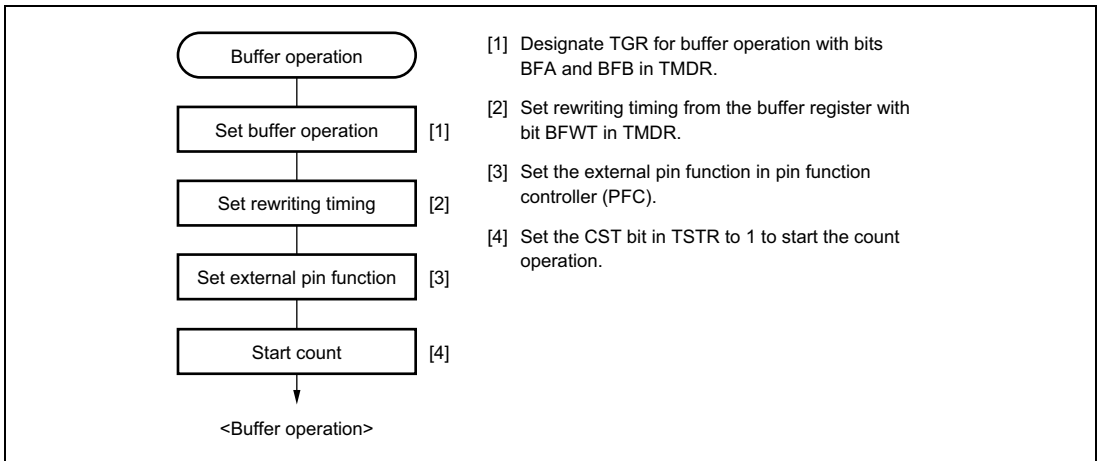 Buffer operation
Set buffer operation [1]
Set rewriting timing [2]
Set external pin function [3]
Start count [4]
<Buffer operation>
[1] Designate TGR for buffer operation with bits
BFA and BFB in TMDR.
[2] Set rewriting timing from the buffer register with
bit BFWT in TMDR.
[3] Set the external pin function in pin function
controller (PFC).
[4] Set the CST bit in TSTR to 1 to start the count
operation.